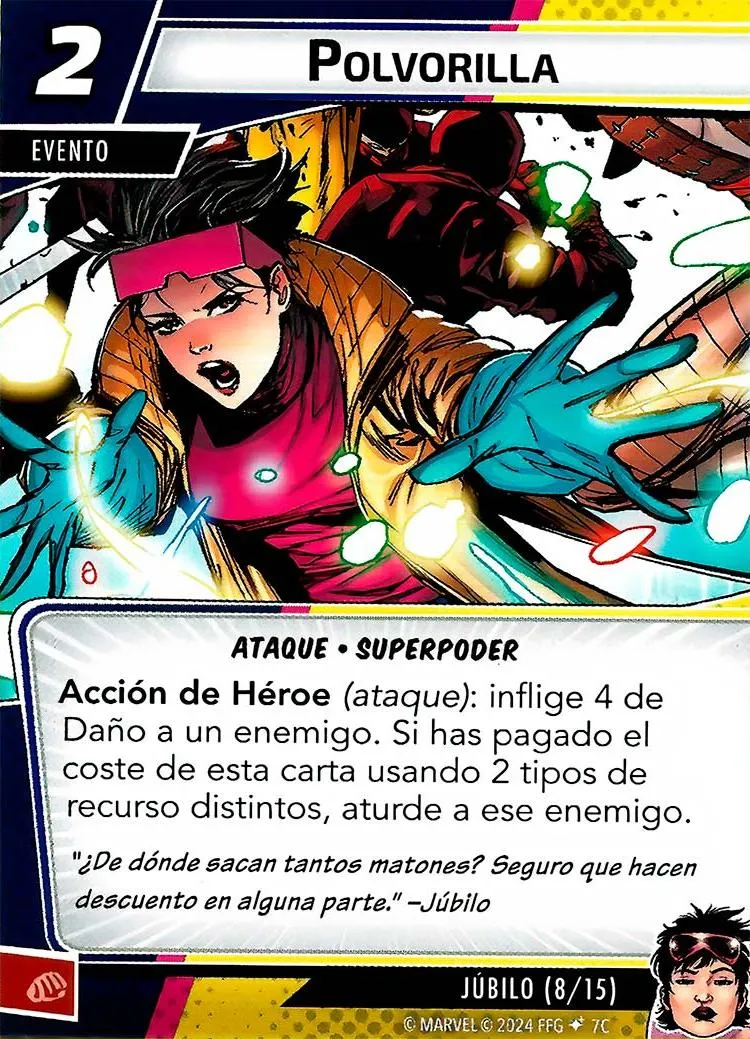 2
POLVORILLA
EVENTO
ATAQUE • SUPERPODER
Acción de Héroe (ataque): inflige 4 de
Daño a un enemigo. Si has pagado el
coste de esta carta usando 2 tipos de
recurso distintos, aturde a ese enemigo.
"¿De dónde sacan tantos matones? Seguro que hacen
descuento en alguna parte." –Júbilo
JÚBILO (8/15)
© MARVEL © 2024 FFG ✦ 7C